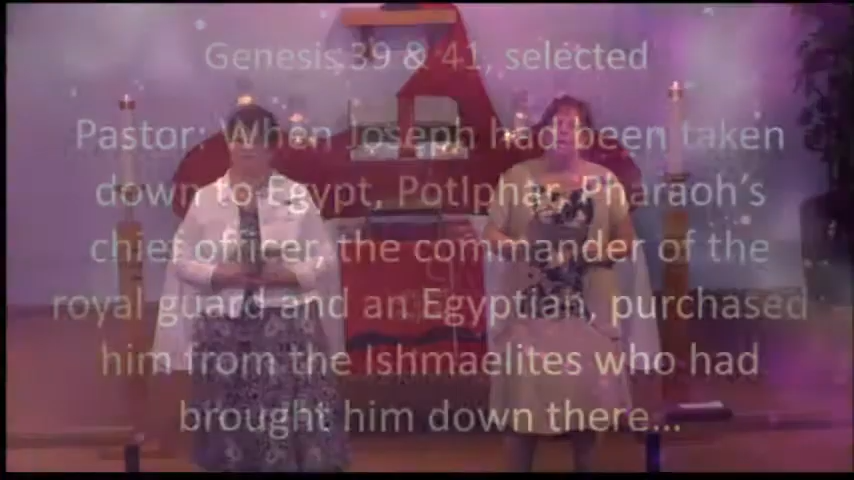 Genesis 39 & 41, selected
Pastor: When Joseph had been taken
down to Egypt, Potiphar, Pharaoh's
chief officer, the commander of the
royal guard and an Egyptian, purchased
him from the Ishmaelites who had
brought him down there...